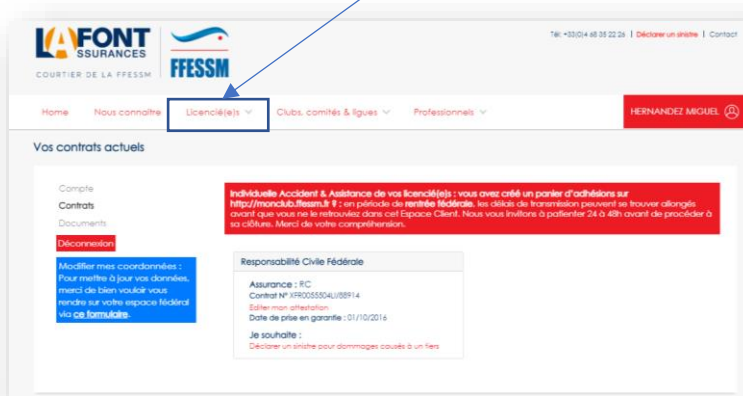 LAFONT
ASSURANCES
COURTIER DE LA FFESSM
FFESSM
Tél: +33(0)4 68 35 22 26 | Déclarer un sinistre | Contact
Home Nous connaître Licencié(e)s Clubs, comités & ligues Professionnels HERNANDEZ MIGUEL
Vos contrats actuels
Compte
Contrats
Documents
Déconnexion
Modifier mes coordonnées :
Pour mettre à jour vos données,
merci de bien vouloir vous
rendre sur votre espace fédéral
via ce formulaire.
Individuelle Accident & Assistance de vos licencié(e)s : vous avez créé un panier d'adhésions sur
http://monclub.ffessm.fr ? : en période de rentrée fédérale, les délais de transmission peuvent se trouver allongés
avant que vous ne le retrouviez dans cet Espace Client. Nous vous invitons à patienter 24 à 48h avant de procéder à
sa clôture. Merci de votre compréhension.
Responsabilité Civile Fédérale
Assurance : RC
Contrat N° XFR0055504LI/88914
Editer mon attestation
Date de prise en garantie : 01/10/2016
Je souhaite :
Déclarer un sinistre pour dommages causés à un tiers